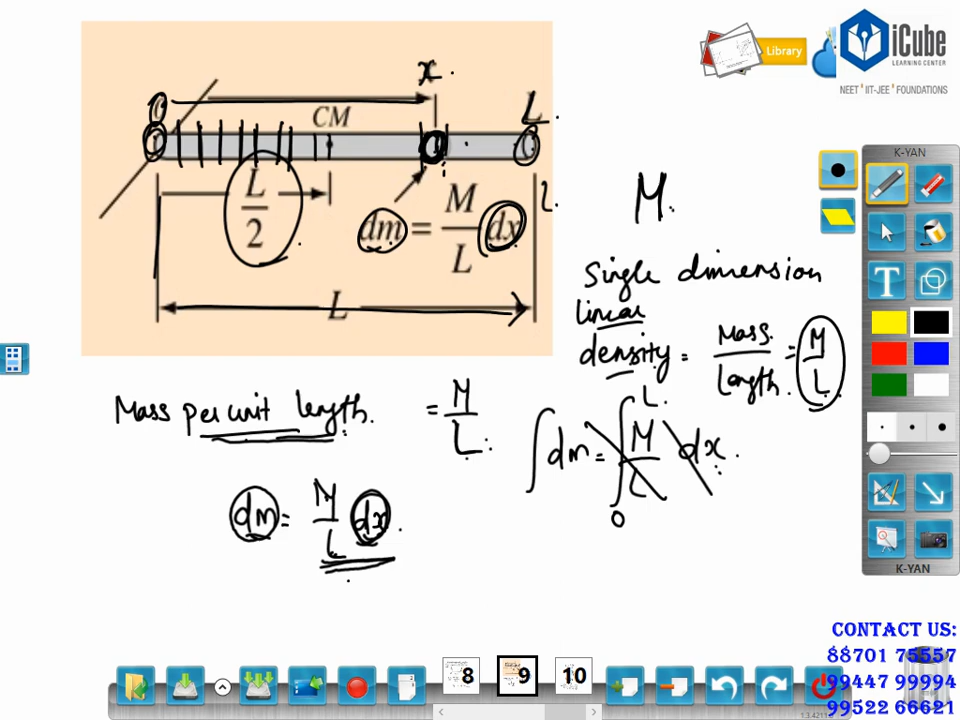 Library
iCube
LEARNING CENTER
NEET | IIT-JEE | FOUNDATIONS
K-YAN
x.
0
L
CM
L/2
dm = M/L dx
L
L
M.
Single dimension
linear
density = Mass/length = M/L
Mass per unit length. = M/L
∫dm = ∫₀ᴸ M/L dx.
dm = M/L dx.
T
K-YAN
CONTACT US:
88701 75557
99447 99994
99522 66621
8
9
10